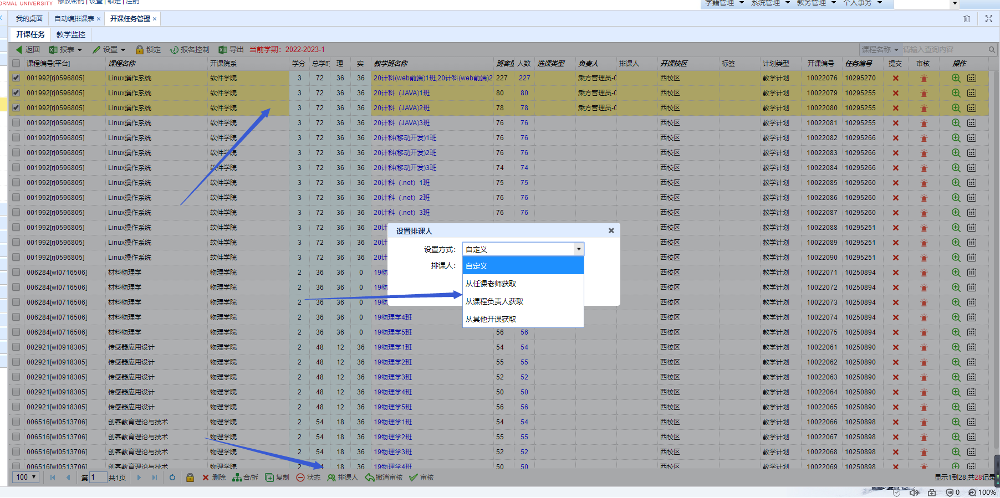 ORMAL UNIVERSITY 修改密码 | 设置 | 锁定 | 注销 学籍管理 系统管理 教务管理 个人事务
我的桌面 自动编排课表 × 开课任务管理 ×
开课任务 教学监控
返回 报表 设置 锁定 报名控制 导出 当前学期：2022-2023-1 课程名称 请输入查询内容
课程编号[平台] 课程名称 开课院系 学分 总学时 理 实 教学班名称 班容量 人数 选课类型 负责人 排课人 开课校区 标签 计划类型 开课编号 任务编号 提交 审核 操作
001992[rj0596805] Linux操作系统 软件学院 3 72 36 36 20计科(web前端)1班,20计科(web前端)2 227 227 乘方管理员-0 西校区 教学计划 10022076 10295270
001992[rj0596805] Linux操作系统 软件学院 3 72 36 36 20计科（JAVA)1班 80 80 乘方管理员-0 西校区 教学计划 10022079 10295255
001992[rj0596805] Linux操作系统 软件学院 3 72 36 36 20计科（JAVA)2班 78 78 乘方管理员-0 西校区 教学计划 10022080 10295255
001992[rj0596805] Linux操作系统 软件学院 3 72 36 36 20计科（JAVA)3班 76 76 西校区 教学计划 10022081 10295255
001992[rj0596805] Linux操作系统 软件学院 3 72 36 36 20计科(移动开发)1班 76 76 西校区 教学计划 10022082 10295266
001992[rj0596805] Linux操作系统 软件学院 3 72 36 36 20计科(移动开发)2班 76 76 西校区 教学计划 10022083 10295266
001992[rj0596805] Linux操作系统 软件学院 3 72 36 36 20计科(移动开发)3班 74 74 西校区 教学计划 10022084 10295266
001992[rj0596805] Linux操作系统 软件学院 3 72 36 36 20计科（.net）1班 75 75 西校区 教学计划 10022085 10295260
001992[rj0596805] Linux操作系统 软件学院 3 72 36 36 20计科（.net）2班 76 76 西校区 教学计划 10022086 10295260
001992[rj0596805] Linux操作系统 软件学院 3 72 36 36 20计科（.net）3班 76 76 西校区 教学计划 10022087 10295260
001992[rj0596805] Linux操作系统 软件学院 3 72 36 36 20计 西校区 教学计划 10022088 10295251
001992[rj0596805] Linux操作系统 软件学院 3 72 36 36 20计 西校区 教学计划 10022089 10295251
001992[rj0596805] Linux操作系统 软件学院 3 72 36 36 20计 西校区 教学计划 10022090 10295251
006284[wl0716506] 材料物理学 物理学院 2 36 36 0 19物 西校区 教学计划 10022071 10250894
006284[wl0716506] 材料物理学 物理学院 2 36 36 0 19物 西校区 教学计划 10022072 10250894
006284[wl0716506] 材料物理学 物理学院 2 36 36 0 19物 西校区 教学计划 10022073 10250894
006284[wl0716506] 材料物理学 物理学院 2 36 36 0 19物理学4班 西校区 教学计划 10022074 10250894
006284[wl0716506] 材料物理学 物理学院 2 36 36 0 19物理学5班 56 56 西校区 教学计划 10022075 10250894
002921[wl0918305] 传感器应用设计 物理学院 2 48 12 36 19物理学1班 54 54 西校区 教学计划 10022061 10250890
002921[wl0918305] 传感器应用设计 物理学院 2 48 12 36 19物理学2班 55 55 西校区 教学计划 10022062 10250890
002921[wl0918305] 传感器应用设计 物理学院 2 48 12 36 19物理学3班 52 52 西校区 教学计划 10022063 10250890
002921[wl0918305] 传感器应用设计 物理学院 2 48 12 36 19物理学4班 50 50 西校区 教学计划 10022064 10250890
002921[wl0918305] 传感器应用设计 物理学院 2 48 12 36 19物理学5班 56 56 西校区 教学计划 10022065 10250890
006516[wl0513706] 创客教育理论与技术 物理学院 2 54 18 36 19物理学1班 54 54 西校区 教学计划 10022066 10250898
006516[wl0513706] 创客教育理论与技术 物理学院 2 54 18 36 19物理学2班 55 55 西校区 教学计划 10022067 10250898
006516[wl0513706] 创客教育理论与技术 物理学院 2 54 18 36 19物理学3班 52 52 西校区 教学计划 10022068 10250898
006516[wl0513706] 创客教育理论与技术 物理学院 2 54 18 36 19物理学4班 50 50 西校区 教学计划 10022069 10250898
设置排课人
设置方式： 自定义
排课人：
自定义
从任课老师获取
从课程负责人获取
从其他开课获取
100 第 1 共1页 删除 合/拆 复制 状态 排课人 撤消审核 审核 显示1到28,共28记录
0 100%